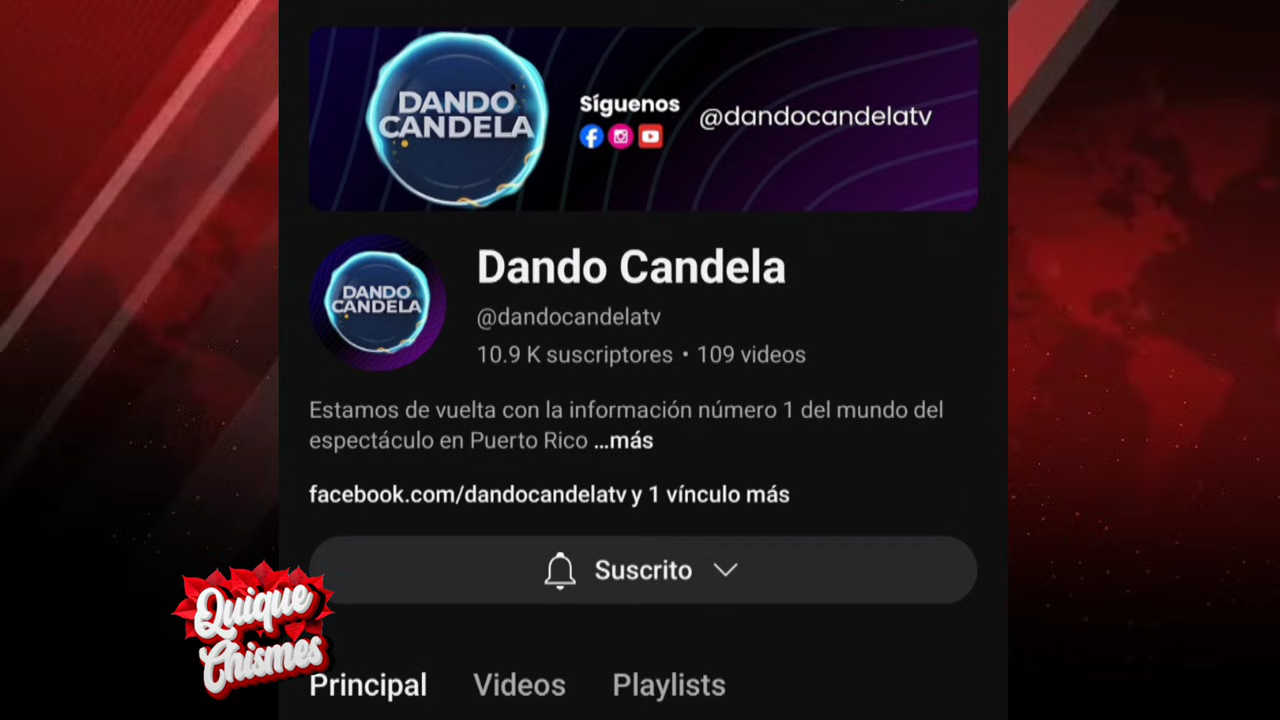 DANDO
CANDELA
Síguenos
@dandocandelatv
DANDO
CANDELA
Dando Candela
@dandocandelatv
10.9 K suscriptores • 109 videos
Estamos de vuelta con la información número 1 del mundo del
espectáculo en Puerto Rico ...más
facebook.com/dandocandelatv y 1 vínculo más
Suscrito
Quique
Chismes
Principal Videos Playlists